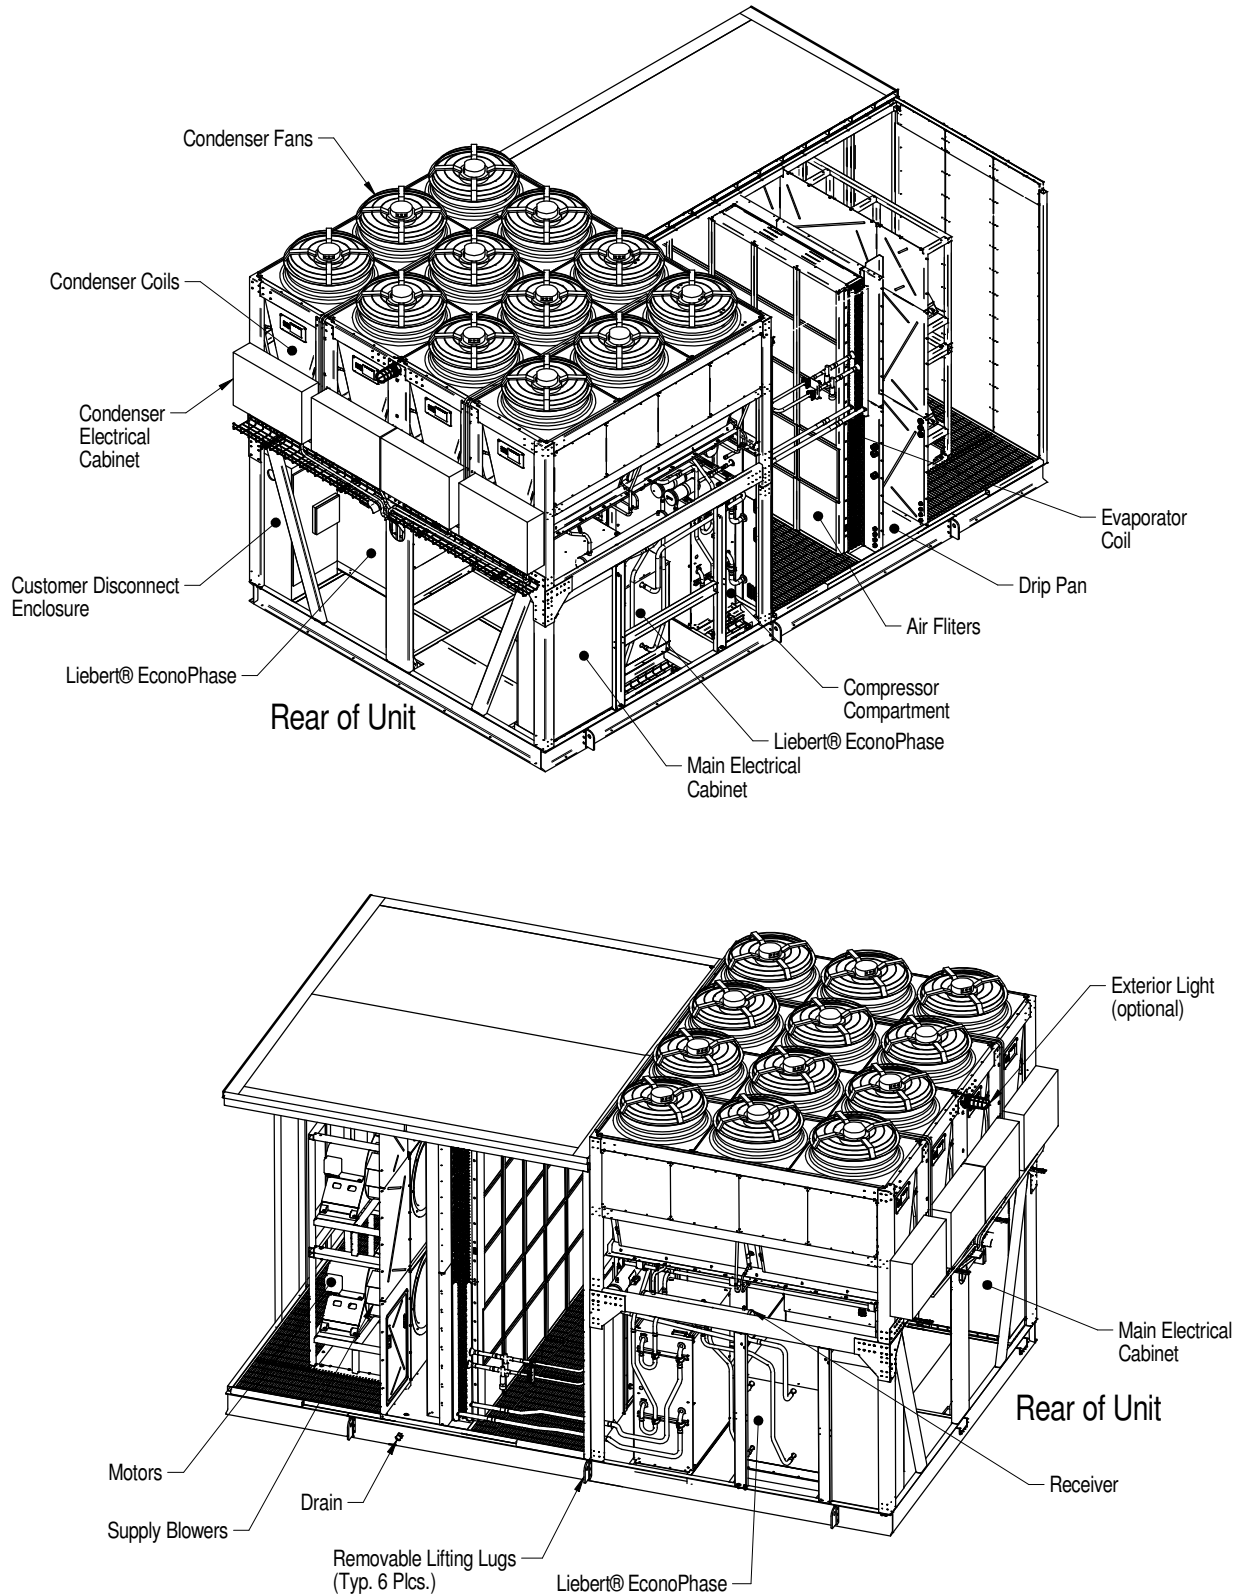 Condenser Fans
Condenser Coils
Condenser
Electrical
Cabinet
Customer Disconnect
Enclosure
Liebert® EconoPhase
Rear of Unit
Evaporator
Coil
Drip Pan
Air Fliters
Compressor
Compartment
Liebert® EconoPhase
Main Electrical
Cabinet
Exterior Light
(optional)
Main Electrical
Cabinet
Rear of Unit
Receiver
Motors
Drain
Supply Blowers
Removable Lifting Lugs
(Typ. 6 Plcs.)
Liebert® EconoPhase